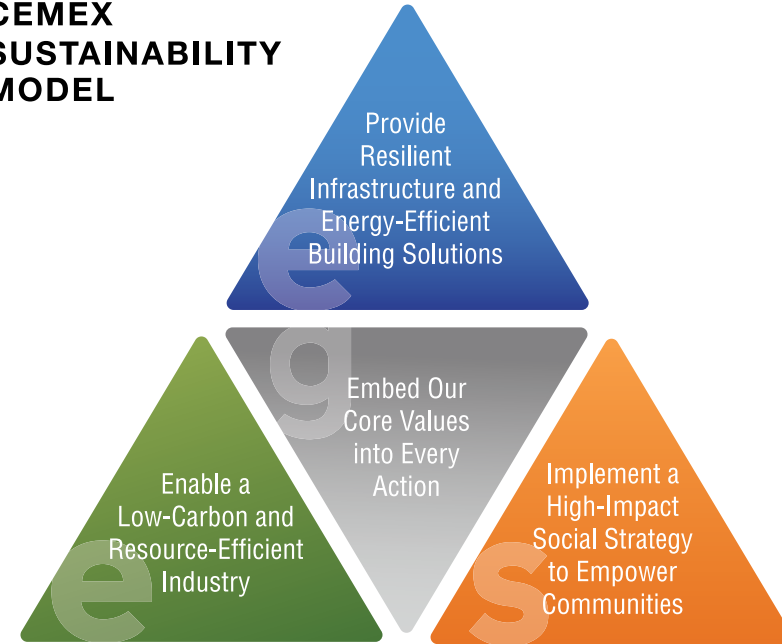 CEMEX
SUSTAINABILITY
MODEL
Provide
Resilient
Infrastructure and
Energy-Efficient
Building Solutions
e
g
Embed Our
Core Values
into Every
Action
Enable a
Low-Carbon and
Resource-Efficient
Industry
e
Implement a
High-Impact
Social Strategy
to Empower
Communities
s